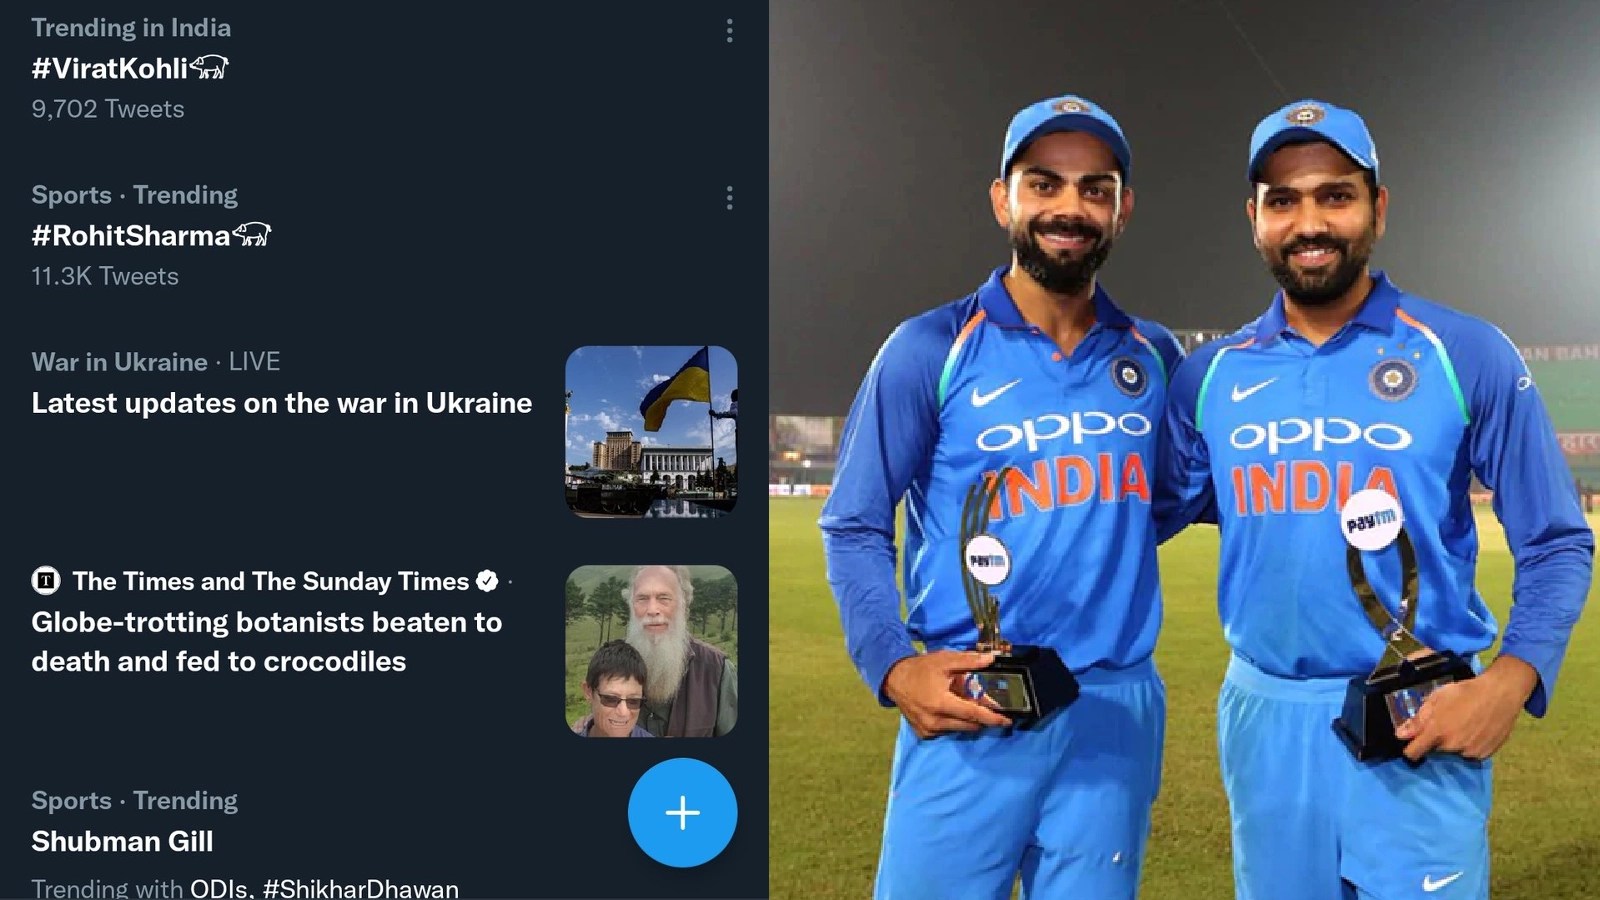 Trending in India
#ViratKohli🐖
9,702 Tweets
Sports · Trending
#RohitSharma🐖
11.3K Tweets
War in Ukraine · LIVE
Latest updates on the war in Ukraine
T The Times and The Sunday Times ·
Globe-trotting botanists beaten to
death and fed to crocodiles
Sports · Trending
Shubman Gill
Trending with ODIs, #ShikharDhawan
oppo
INDIA
paytm
oppo
INDIA
paytm